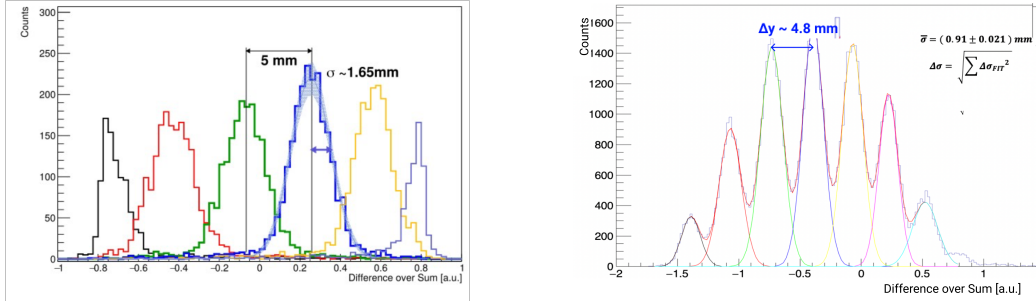 Counts
300
250
200
150
100
50
0
5 mm
σ ~1.65mm
−1 −0.8 −0.6 −0.4 −0.2 0 0.2 0.4 0.6 0.8 1
Difference over Sum [a.u.]
Counts
1600
1400
1200
1000
800
600
400
200
0
Δy ~ 4.8 mm
σ̅ = ( 0.91 ± 0.021 ) mm
Δσ = √∑ Δσ_FIT²
−2 −1.5 −1 −0.5 0 0.5 1
Difference over Sum [a.u.]